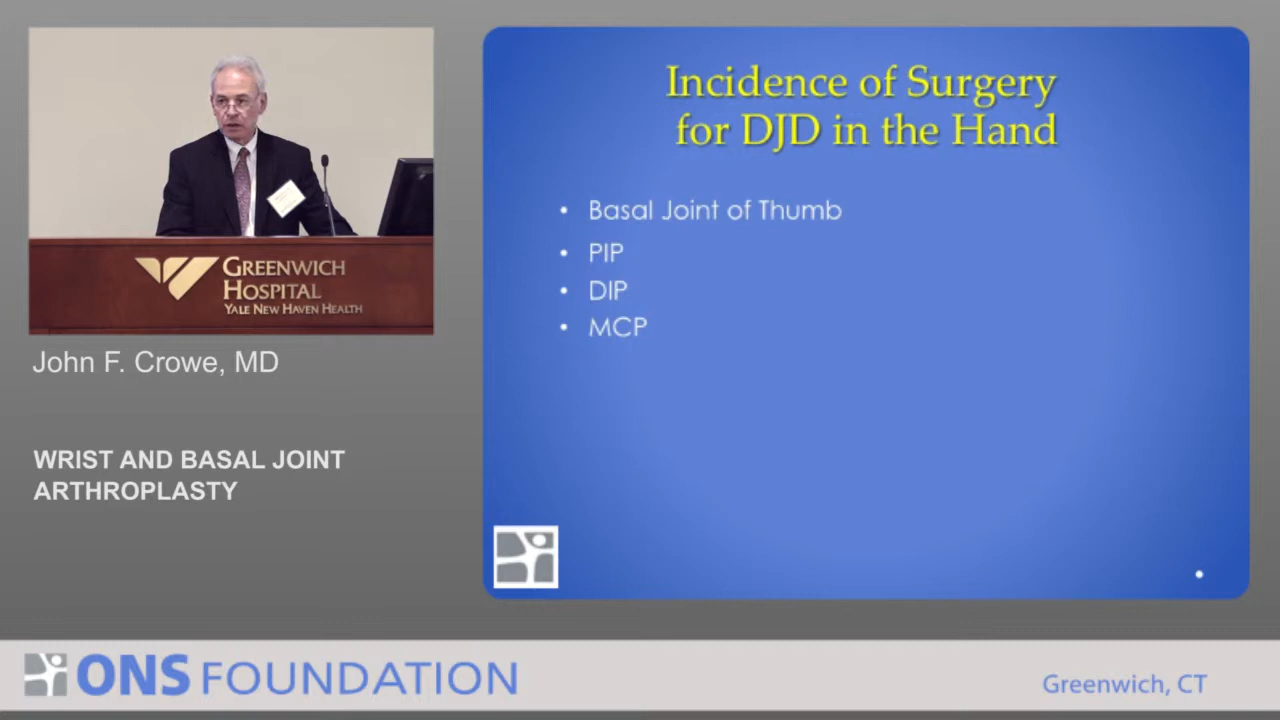 GREENWICH
HOSPITAL
YALE NEW HAVEN HEALTH
John F. Crowe, MD
WRIST AND BASAL JOINT
ARTHROPLASTY
Incidence of Surgery
for DJD in the Hand
• Basal Joint of Thumb
• PIP
• DIP
• MCP
ONS FOUNDATION
Greenwich, CT